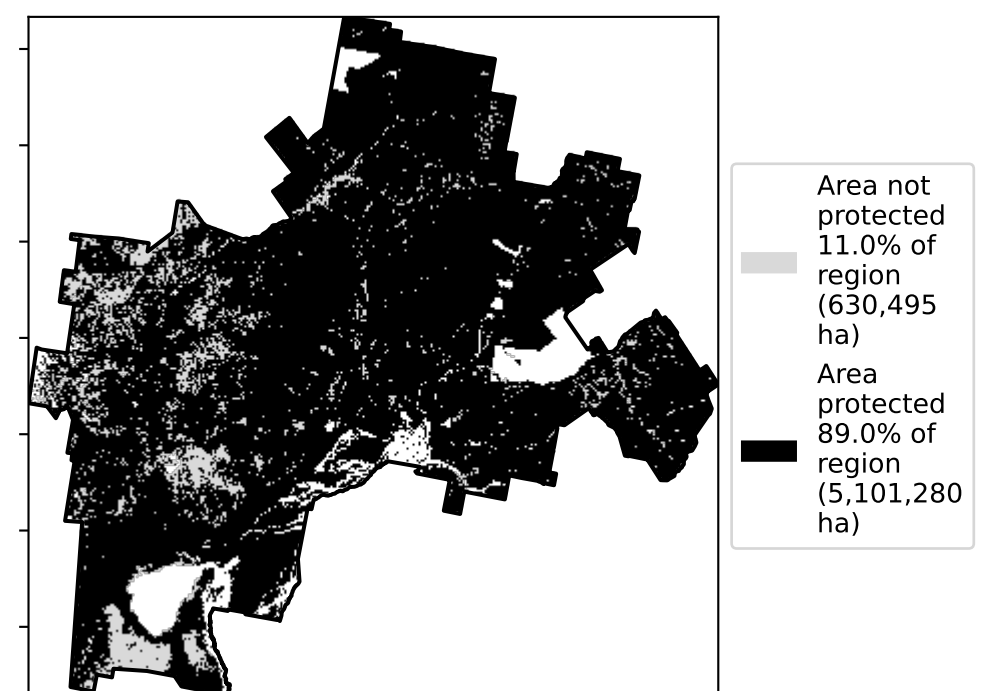 Area not
protected
11.0% of
region
(630,495
ha)
Area
protected
89.0% of
region
(5,101,280
ha)